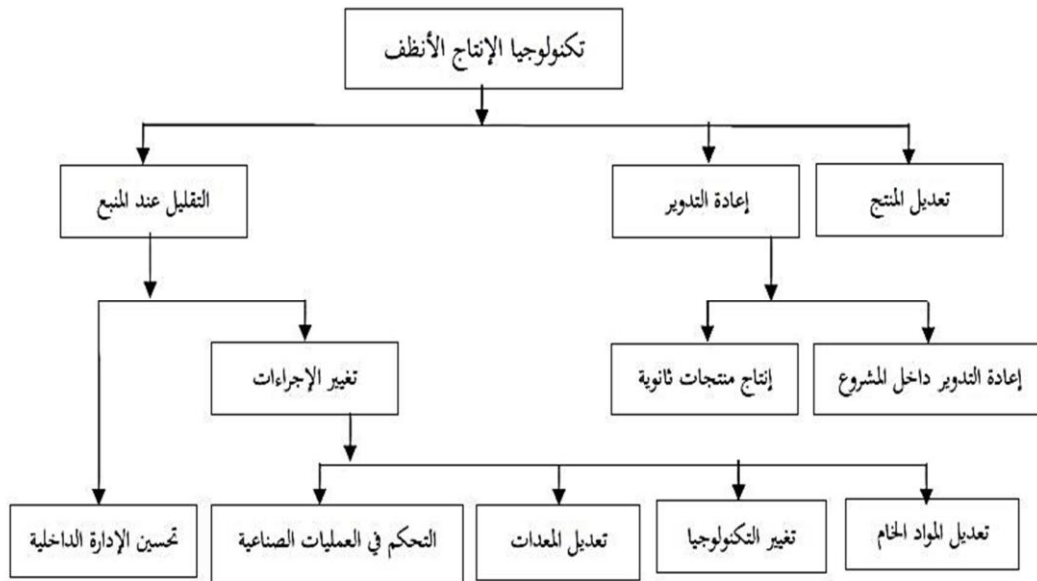 تكنولوجيا الإنتاج الأنظف
تعديل المنتج
إعادة التدوير
التقليل عند المنبع
إعادة التدوير داخل المشروع
إنتاج منتجات ثانوية
تغيير الإجراءات
تعديل المواد الخام
تغيير التكنولوجيا
تعديل المعدات
التحكم في العمليات الصناعية
تحسين الإدارة الداخلية